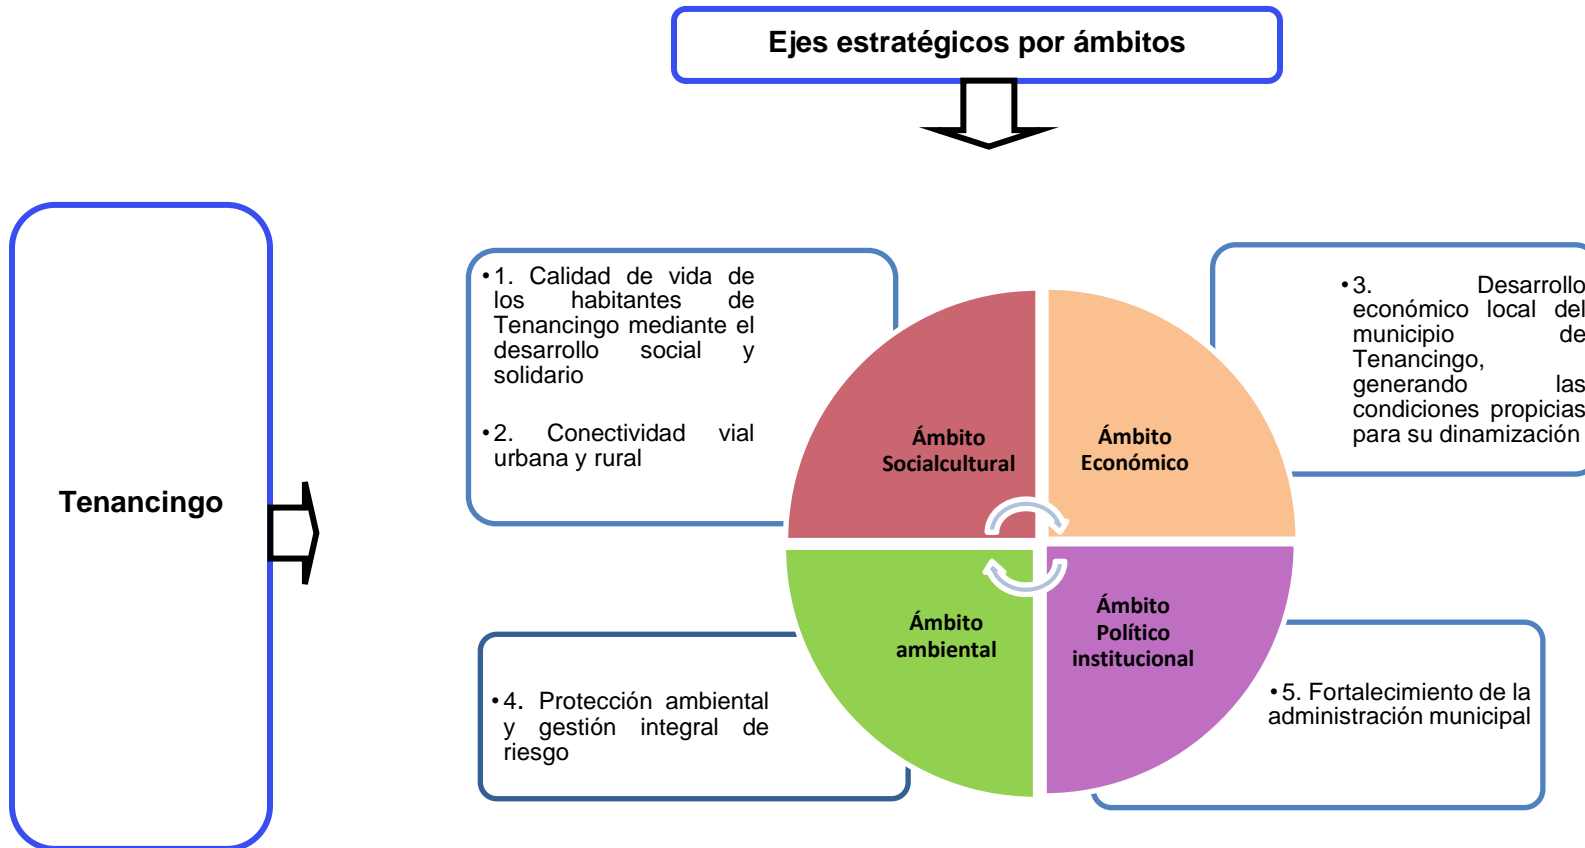 Ejes estratégicos por ámbitos
Tenancingo
•1. Calidad de vida de
los habitantes de
Tenancingo mediante el
desarrollo social y
solidario
•2. Conectividad vial
urbana y rural
•3. Desarrollo
económico local del
municipio de
Tenancingo,
generando las
condiciones propicias
para su dinamización
Ámbito
Socialcultural
Ámbito
Económico
Ámbito
ambiental
Ámbito
Político
institucional
•4. Protección ambiental
y gestión integral de
riesgo
•5. Fortalecimiento de la
administración municipal